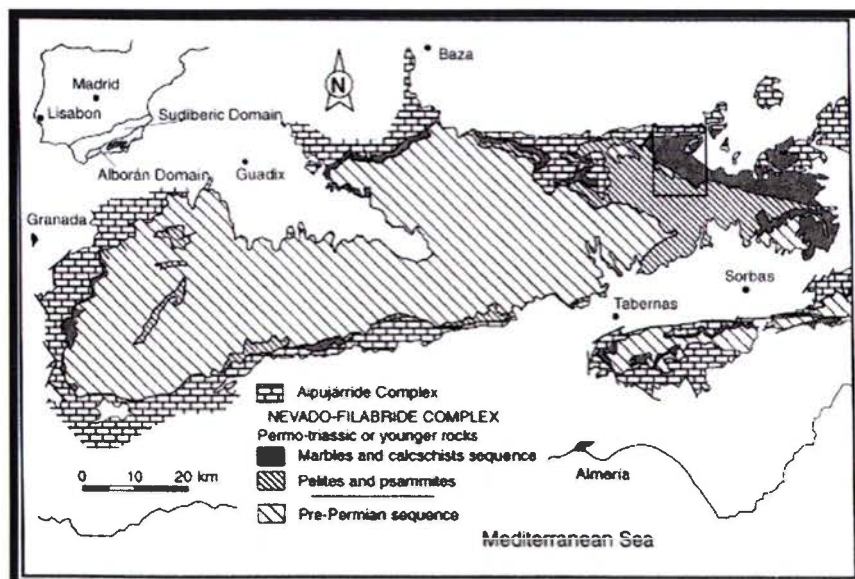 Baza
Madrid
Lisabon
Sudiberic Domain
N
Alborán Domain
Guadix
Granada
Sorbas
Tabernas
Aipujárride Complex
NEVADO-FILABRIDE COMPLEX
Permo-triassic or younger rocks
Marbles and calcschists sequence
Pelites and psammites
Pre-Permian sequence
0 10 20 km
Almería
Mediterranean Sea